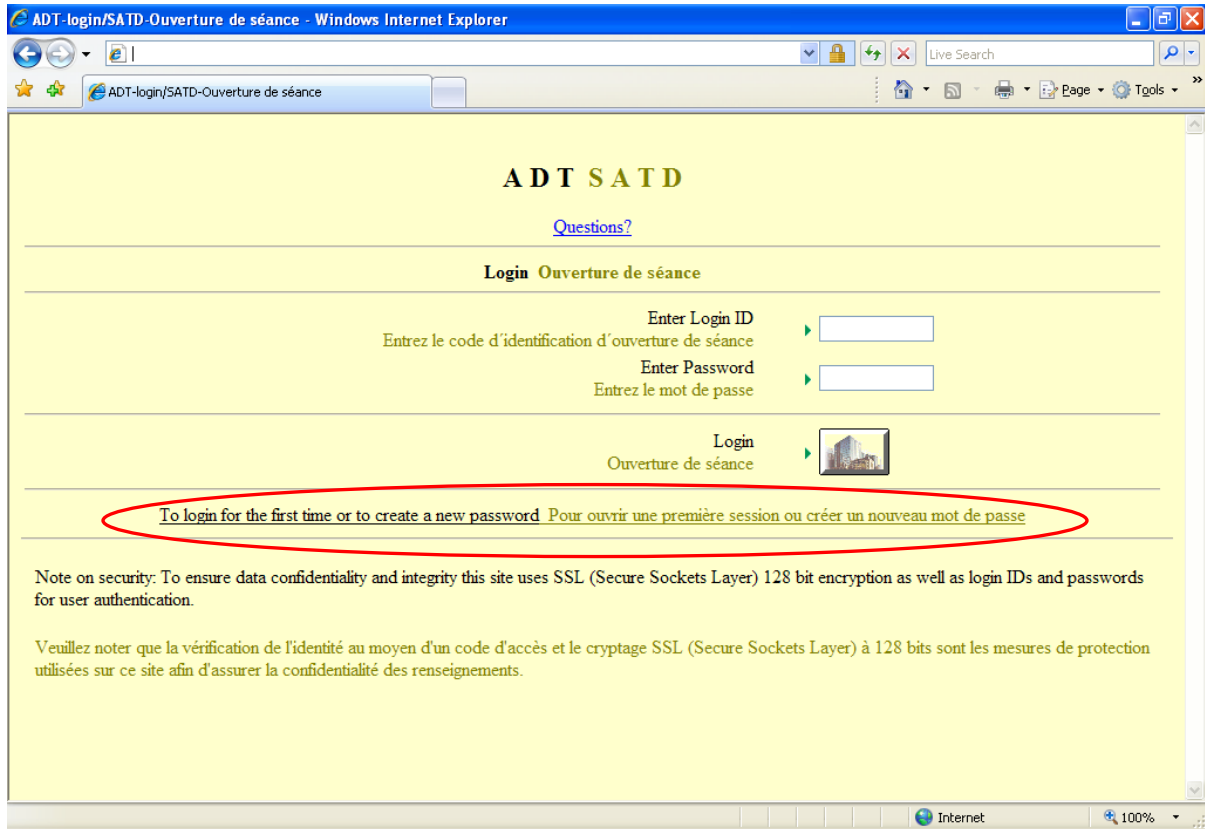 ADT-login/SATD-Ouverture de séance - Windows Internet Explorer
Live Search
ADT-login/SATD-Ouverture de séance
Page
Tools
»
ADT SATD
Questions?
Login Ouverture de séance
Enter Login ID
Entrez le code d´identification d´ouverture de séance
Enter Password
Entrez le mot de passe
Login
Ouverture de séance
To login for the first time or to create a new password Pour ouvrir une première session ou créer un nouveau mot de passe
Note on security: To ensure data confidentiality and integrity this site uses SSL (Secure Sockets Layer) 128 bit encryption as well as login IDs and passwords
for user authentication.
Veuillez noter que la vérification de l'identité au moyen d'un code d'accès et le cryptage SSL (Secure Sockets Layer) à 128 bits sont les mesures de protection
utilisées sur ce site afin d'assurer la confidentialité des renseignements.
Internet
100%